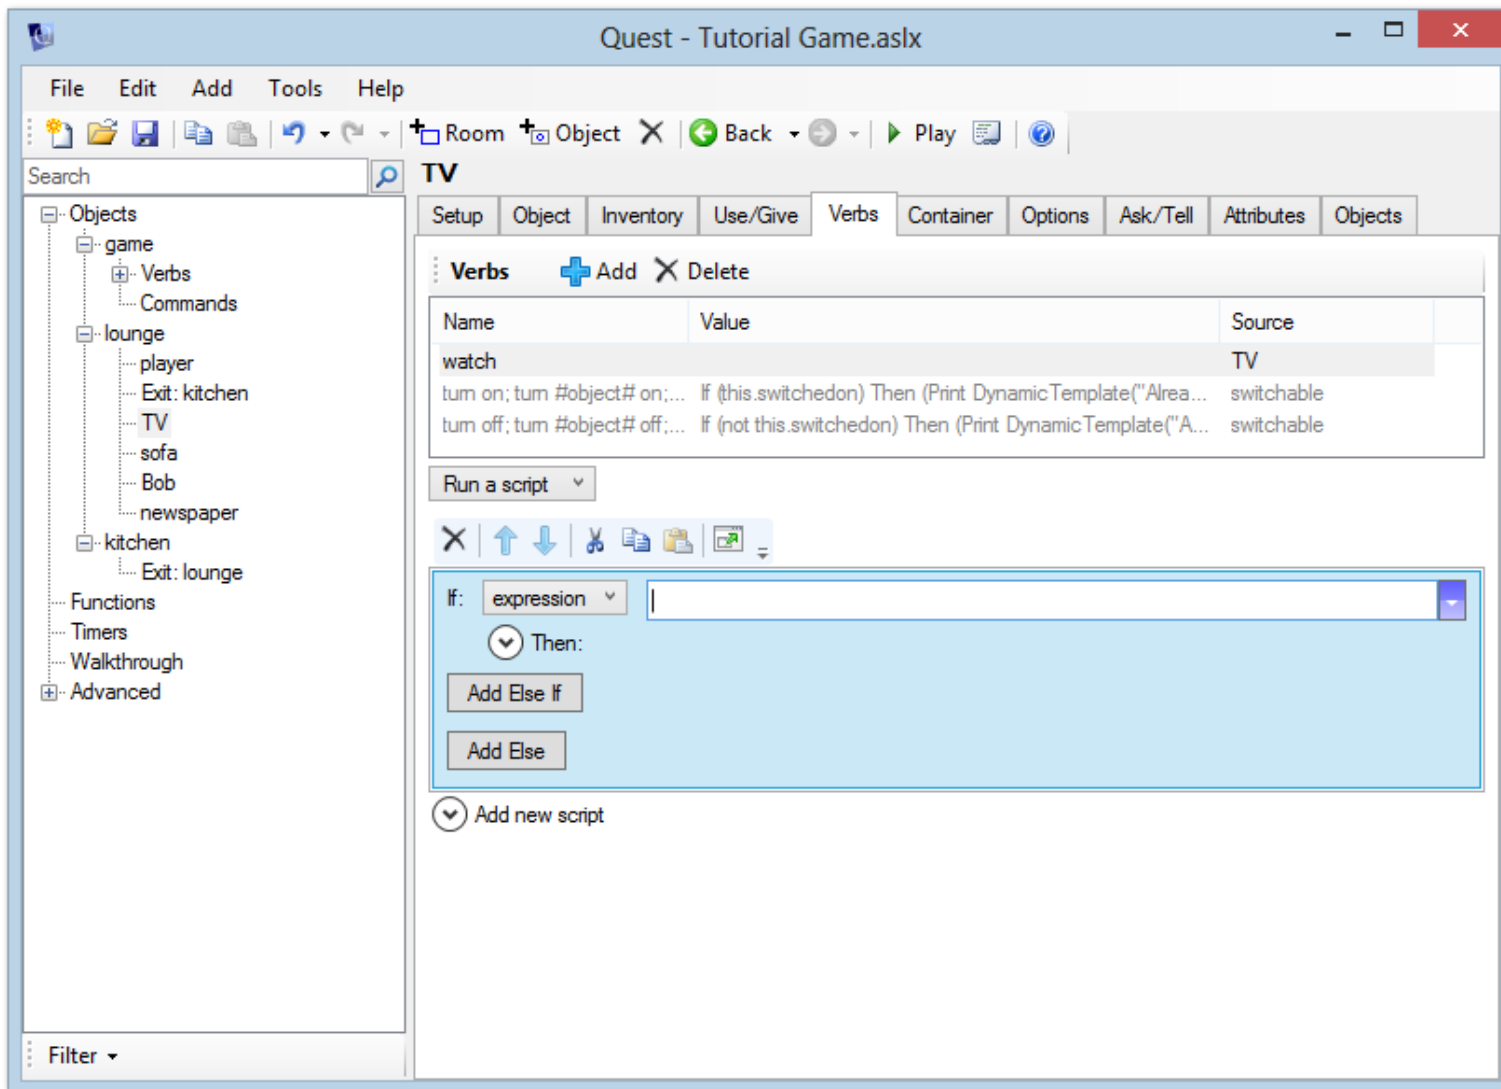 Quest - Tutorial Game.aslx
File Edit Add Tools Help
Room Object Back Play
Search
TV
Setup Object Inventory Use/Give Verbs Container Options Ask/Tell Attributes Objects
Objects
game
Verbs
Commands
lounge
player
Exit: kitchen
TV
sofa
Bob
newspaper
kitchen
Exit: lounge
Functions
Timers
Walkthrough
Advanced
Filter
Verbs Add Delete
Name Value Source
watch TV
turn on; turn #object# on;... If (this.switchedon) Then (Print DynamicTemplate("Alrea... switchable
turn off; turn #object# off;... If (not this.switchedon) Then (Print DynamicTemplate("A... switchable
Run a script
If: expression
Then:
Add Else If
Add Else
Add new script